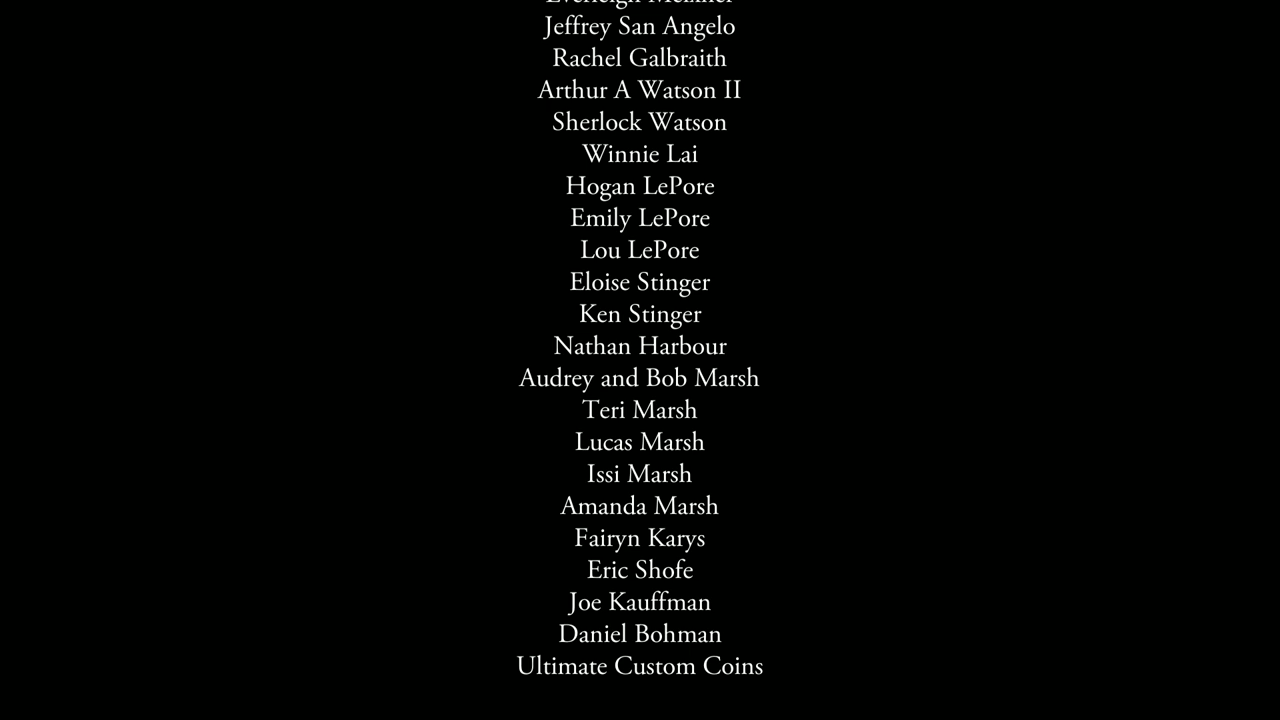 Jeffrey San Angelo
Rachel Galbraith
Arthur A Watson II
Sherlock Watson
Winnie Lai
Hogan LePore
Emily LePore
Lou LePore
Eloise Stinger
Ken Stinger
Nathan Harbour
Audrey and Bob Marsh
Teri Marsh
Lucas Marsh
Issi Marsh
Amanda Marsh
Fairyn Karys
Eric Shofe
Joe Kauffman
Daniel Bohman
Ultimate Custom Coins